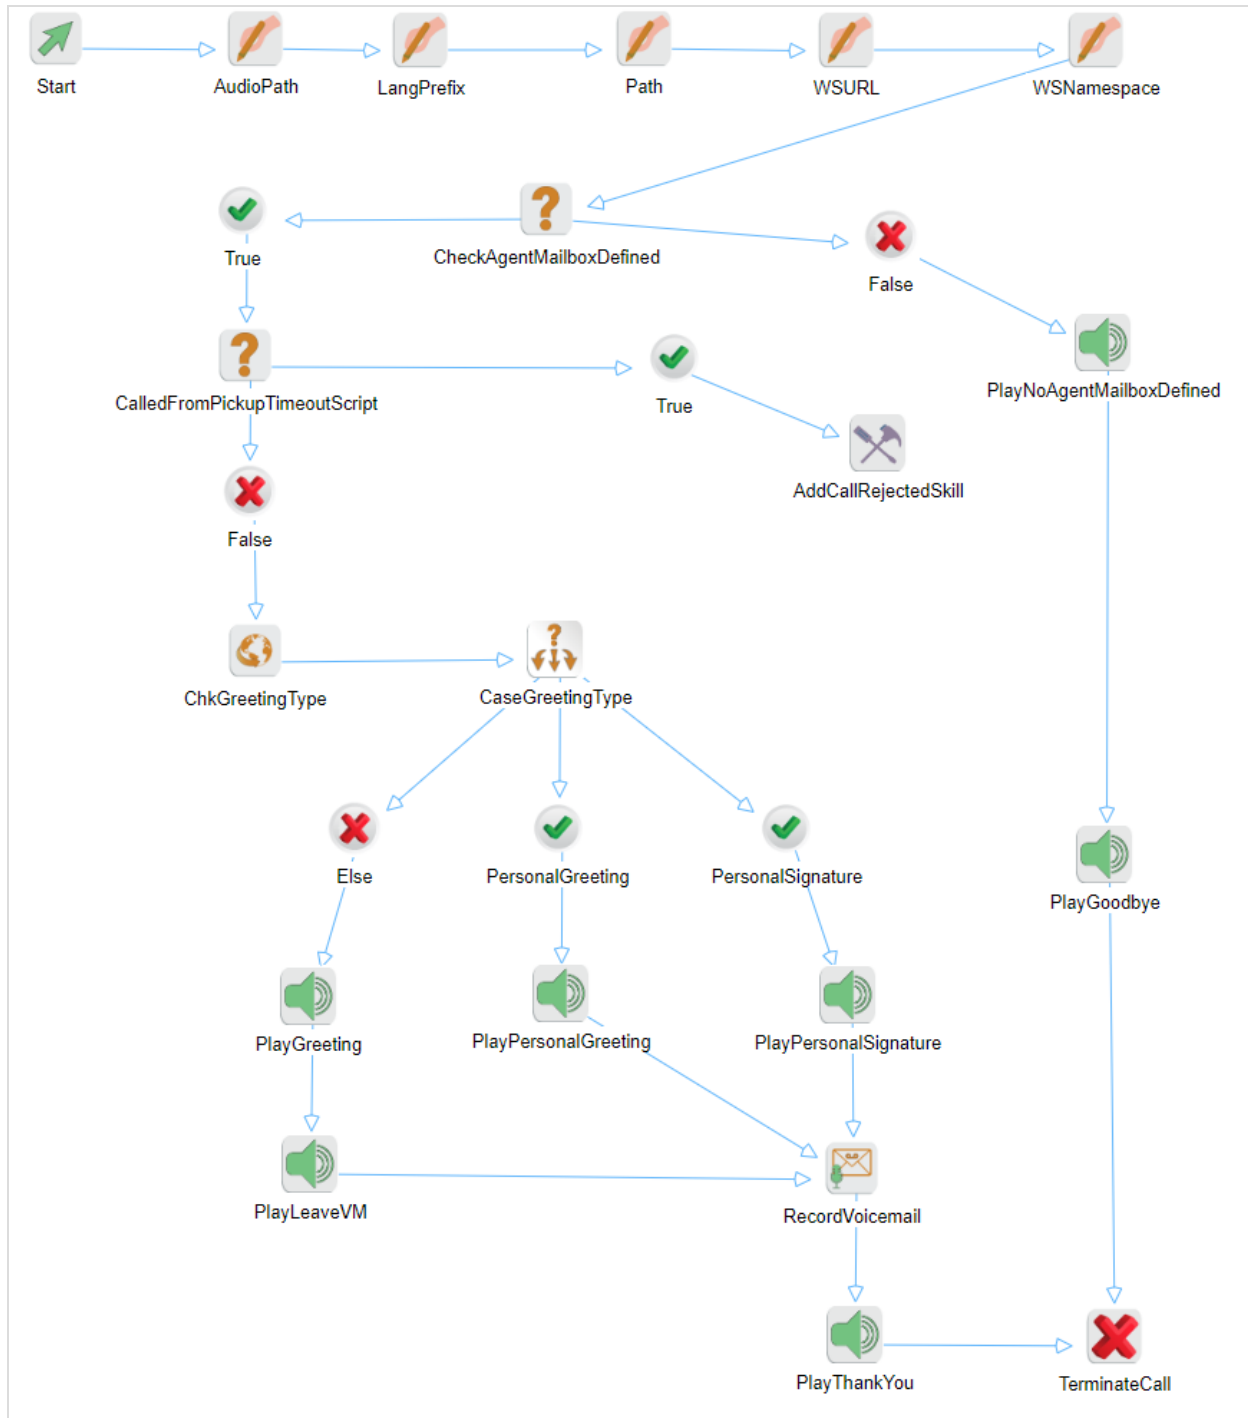 Start
AudioPath
LangPrefix
Path
WSURL
WSNamespace
True
CheckAgentMailboxDefined
False
CalledFromPickupTimeoutScript
True
PlayNoAgentMailboxDefined
AddCallRejectedSkill
False
ChkGreetingType
CaseGreetingType
Else
PersonalGreeting
PersonalSignature
PlayGoodbye
PlayGreeting
PlayPersonalGreeting
PlayPersonalSignature
PlayLeaveVM
RecordVoicemail
PlayThankYou
TerminateCall